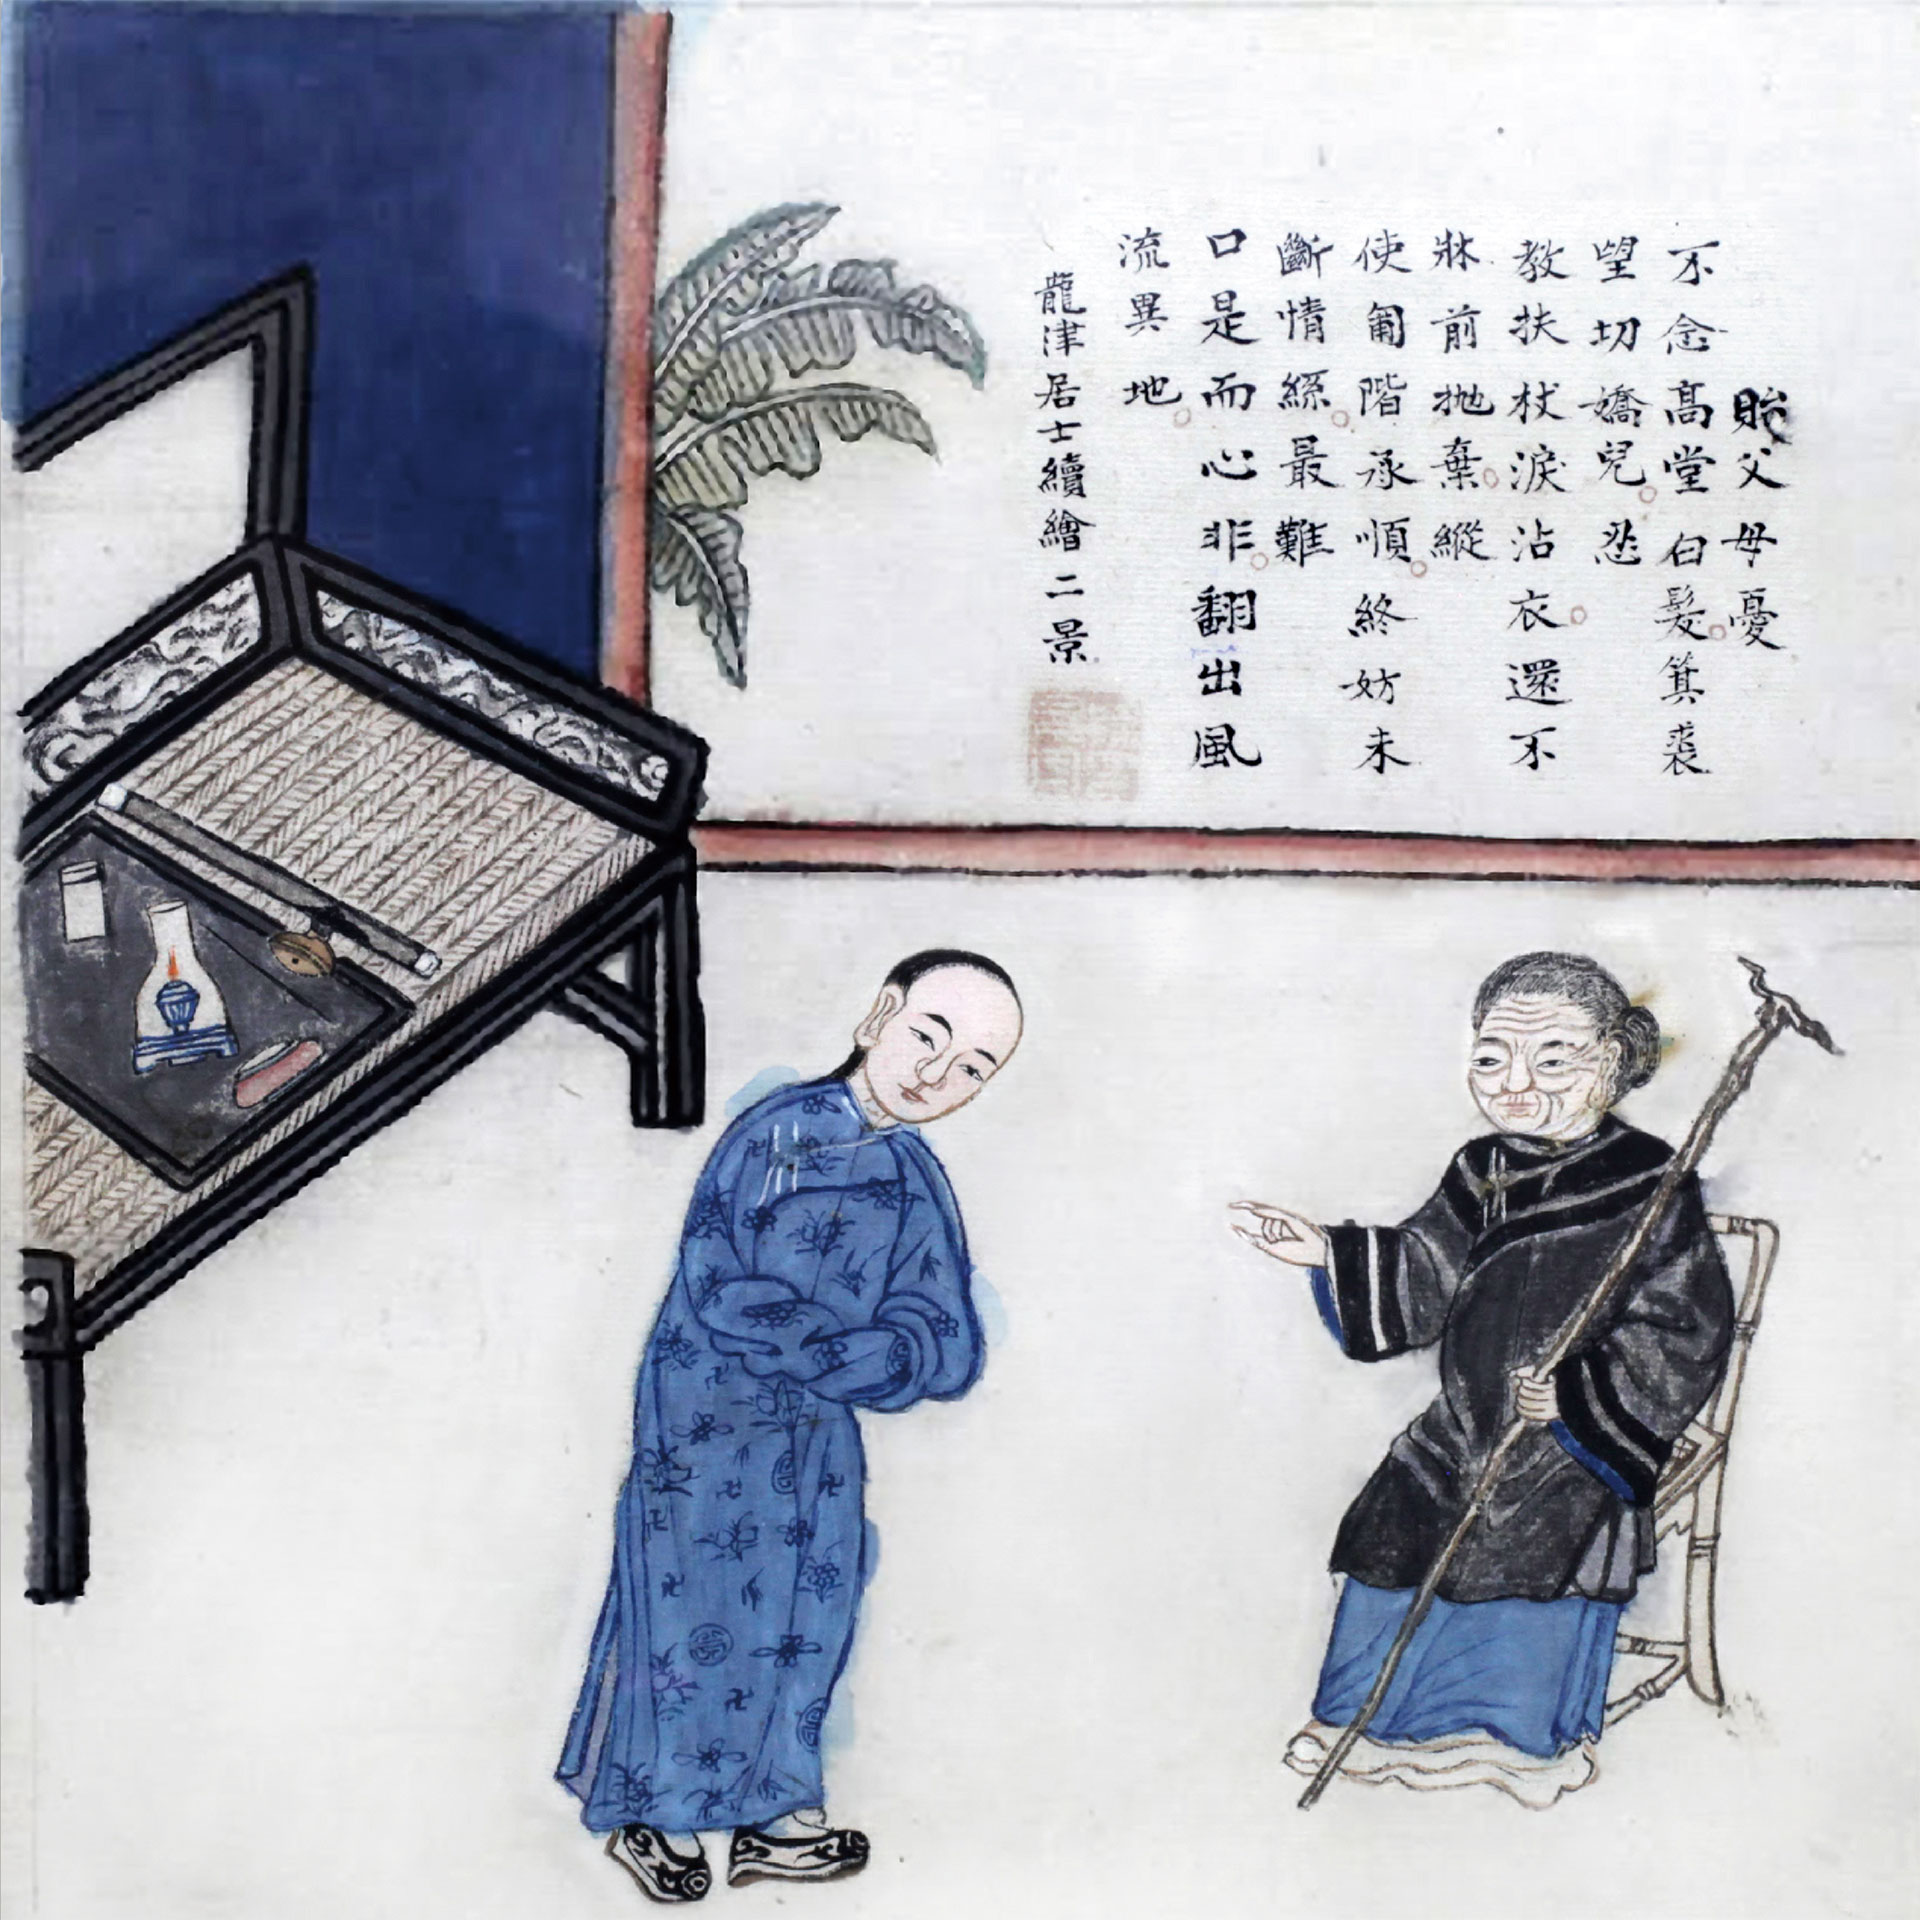 貽父母憂
不念高堂白髮箕裘
望切嬌兒忍
教扶杖淚沾衣還不
牀前拋棄縱
使匍階承順終妨未
斷情絲最難
口是而心非翻出風
流異地
龍津居士續繪二景